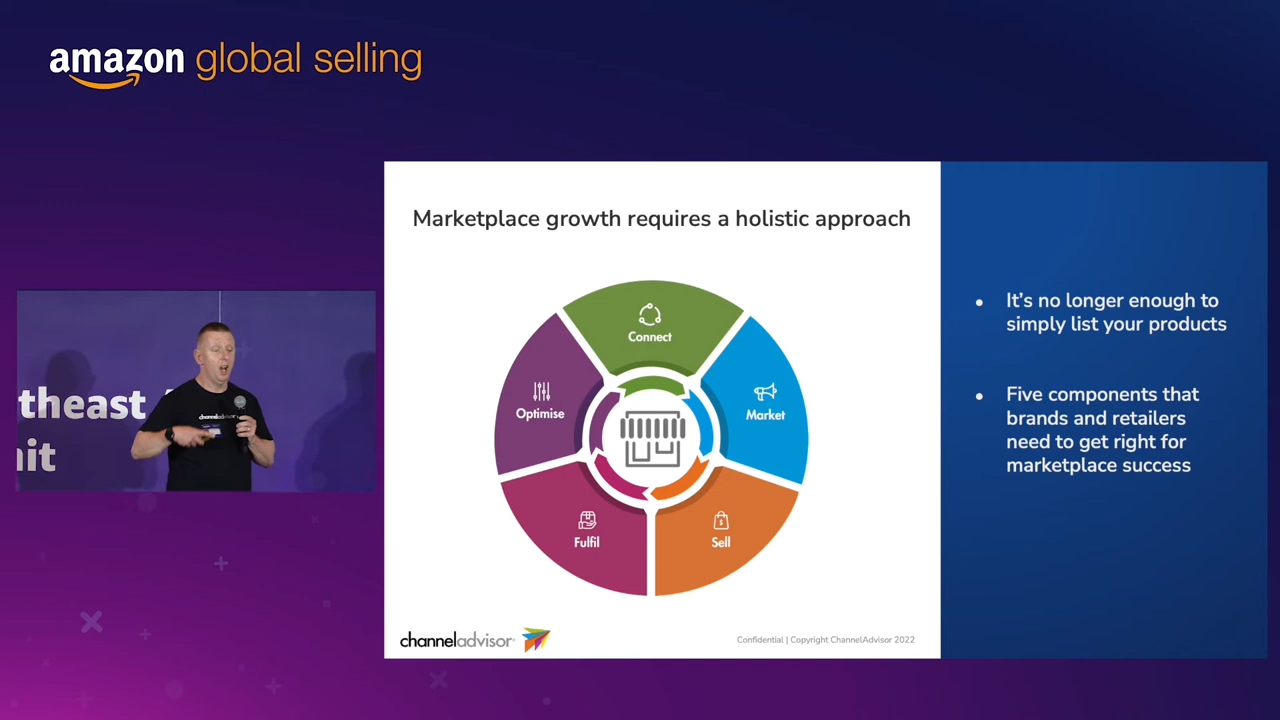 amazon global selling
Marketplace growth requires a holistic approach
Connect
Optimise
Market
Fulfil
Sell
It's no longer enough to
simply list your products
Five components that
brands and retailers
need to get right for
marketplace success
theast
channeladvisor
channeladvisor
Confidential | Copyright ChannelAdvisor 2022